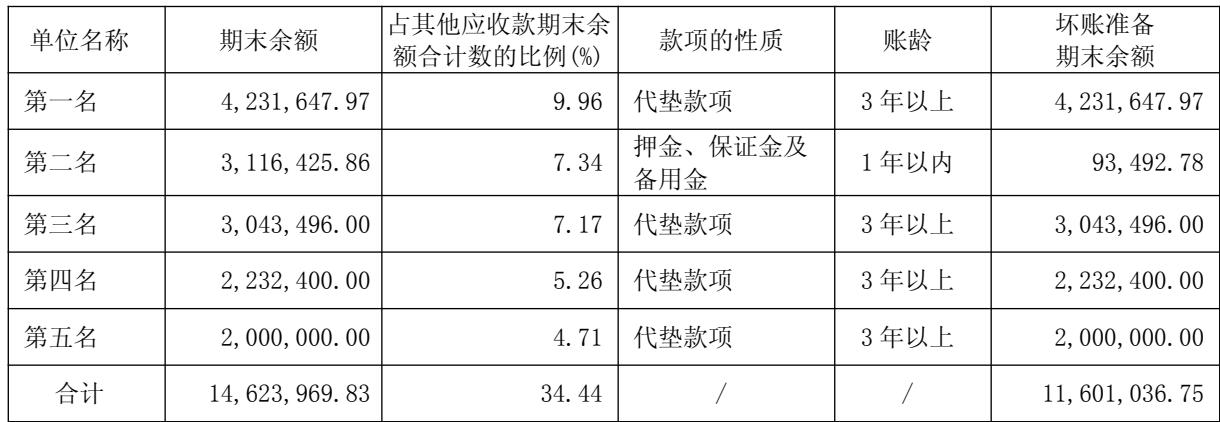 单位名称 期末余额 占其他应收款期末余额合计数的比例(%) 款项的性质 账龄 坏账准备期末余额
第一名 4,231,647.97 9.96 代垫款项 3年以上 4,231,647.97
第二名 3,116,425.86 7.34 押金、保证金及备用金 1年以内 93,492.78
第三名 3,043,496.00 7.17 代垫款项 3年以上 3,043,496.00
第四名 2,232,400.00 5.26 代垫款项 3年以上 2,232,400.00
第五名 2,000,000.00 4.71 代垫款项 3年以上 2,000,000.00
合计 14,623,969.83 34.44 / / 11,601,036.75